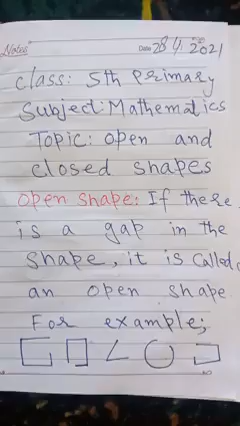 Notes Date 28 4 2021
Class: 5th Primary
Subject: Mathematics
Topic: open and
closed shapes
open shape: If there
is a gap in the
shape, it is called
an open shape
For example;